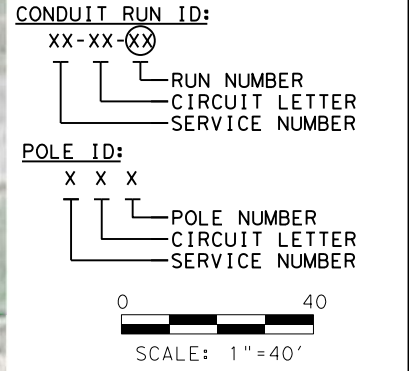 CONDUIT RUN ID:
XX-XX-XX
RUN NUMBER
CIRCUIT LETTER
SERVICE NUMBER
POLE ID:
X X X
POLE NUMBER
CIRCUIT LETTER
SERVICE NUMBER
0 40
SCALE: 1"=40'